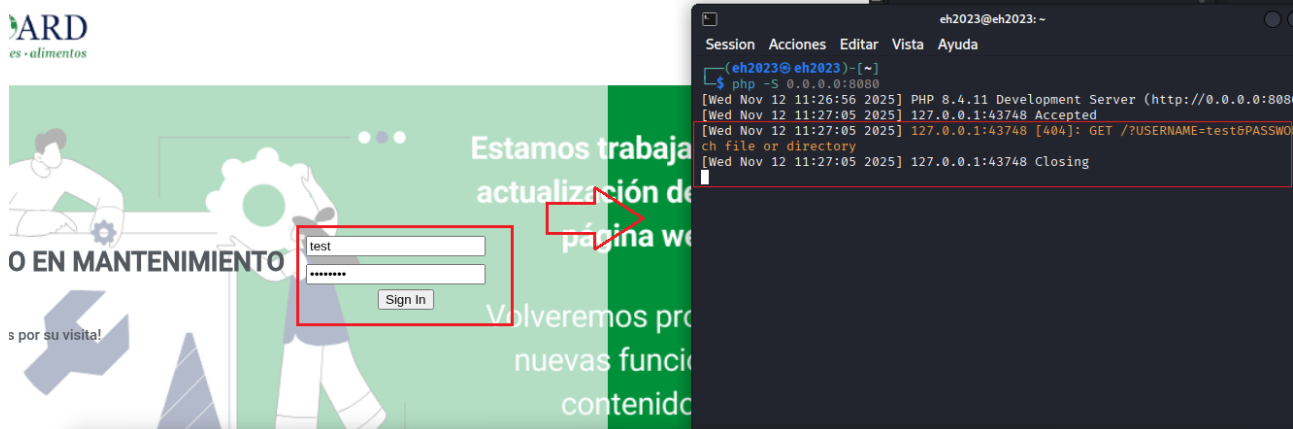 ARD
es · alimentos
Estamos trabaja
actualización de
página we
O EN MANTENIMIENTO
test
••••••••
Sign In
s por su visita!
Volveremos pro
nuevas funcio
contenido
eh2023@eh2023: ~
Session Acciones Editar Vista Ayuda
┌──(eh2023㉿eh2023)-[~]
└─$ php -S 0.0.0.0:8080
[Wed Nov 12 11:26:56 2025] PHP 8.4.11 Development Server (http://0.0.0.0:808
[Wed Nov 12 11:27:05 2025] 127.0.0.1:43748 Accepted
[Wed Nov 12 11:27:05 2025] 127.0.0.1:43748 [404]: GET /?USERNAME=test&PASSWO
ch file or directory
[Wed Nov 12 11:27:05 2025] 127.0.0.1:43748 Closing